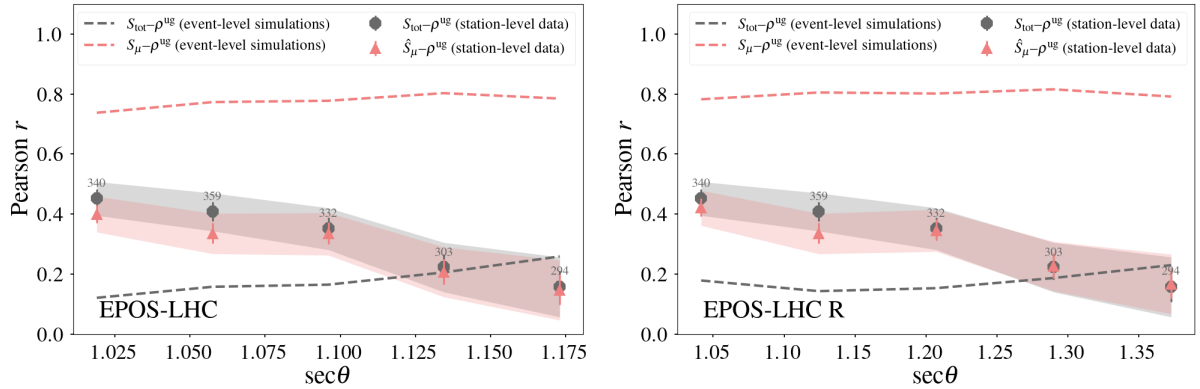 S_tot–ρ^ug (event-level simulations)
S_μ–ρ^ug (event-level simulations)
S_tot–ρ^ug (station-level data)
Ŝ_μ–ρ^ug (station-level data)
1.0
0.8
0.6
0.4
0.2
0.0
Pearson r
340
359
332
303
294
EPOS-LHC
1.025 1.050 1.075 1.100 1.125 1.150 1.175
secθ
S_tot–ρ^ug (event-level simulations)
S_μ–ρ^ug (event-level simulations)
S_tot–ρ^ug (station-level data)
Ŝ_μ–ρ^ug (station-level data)
1.0
0.8
0.6
0.4
0.2
0.0
Pearson r
340
359
332
303
294
EPOS-LHC R
1.05 1.10 1.15 1.20 1.25 1.30 1.35
secθ